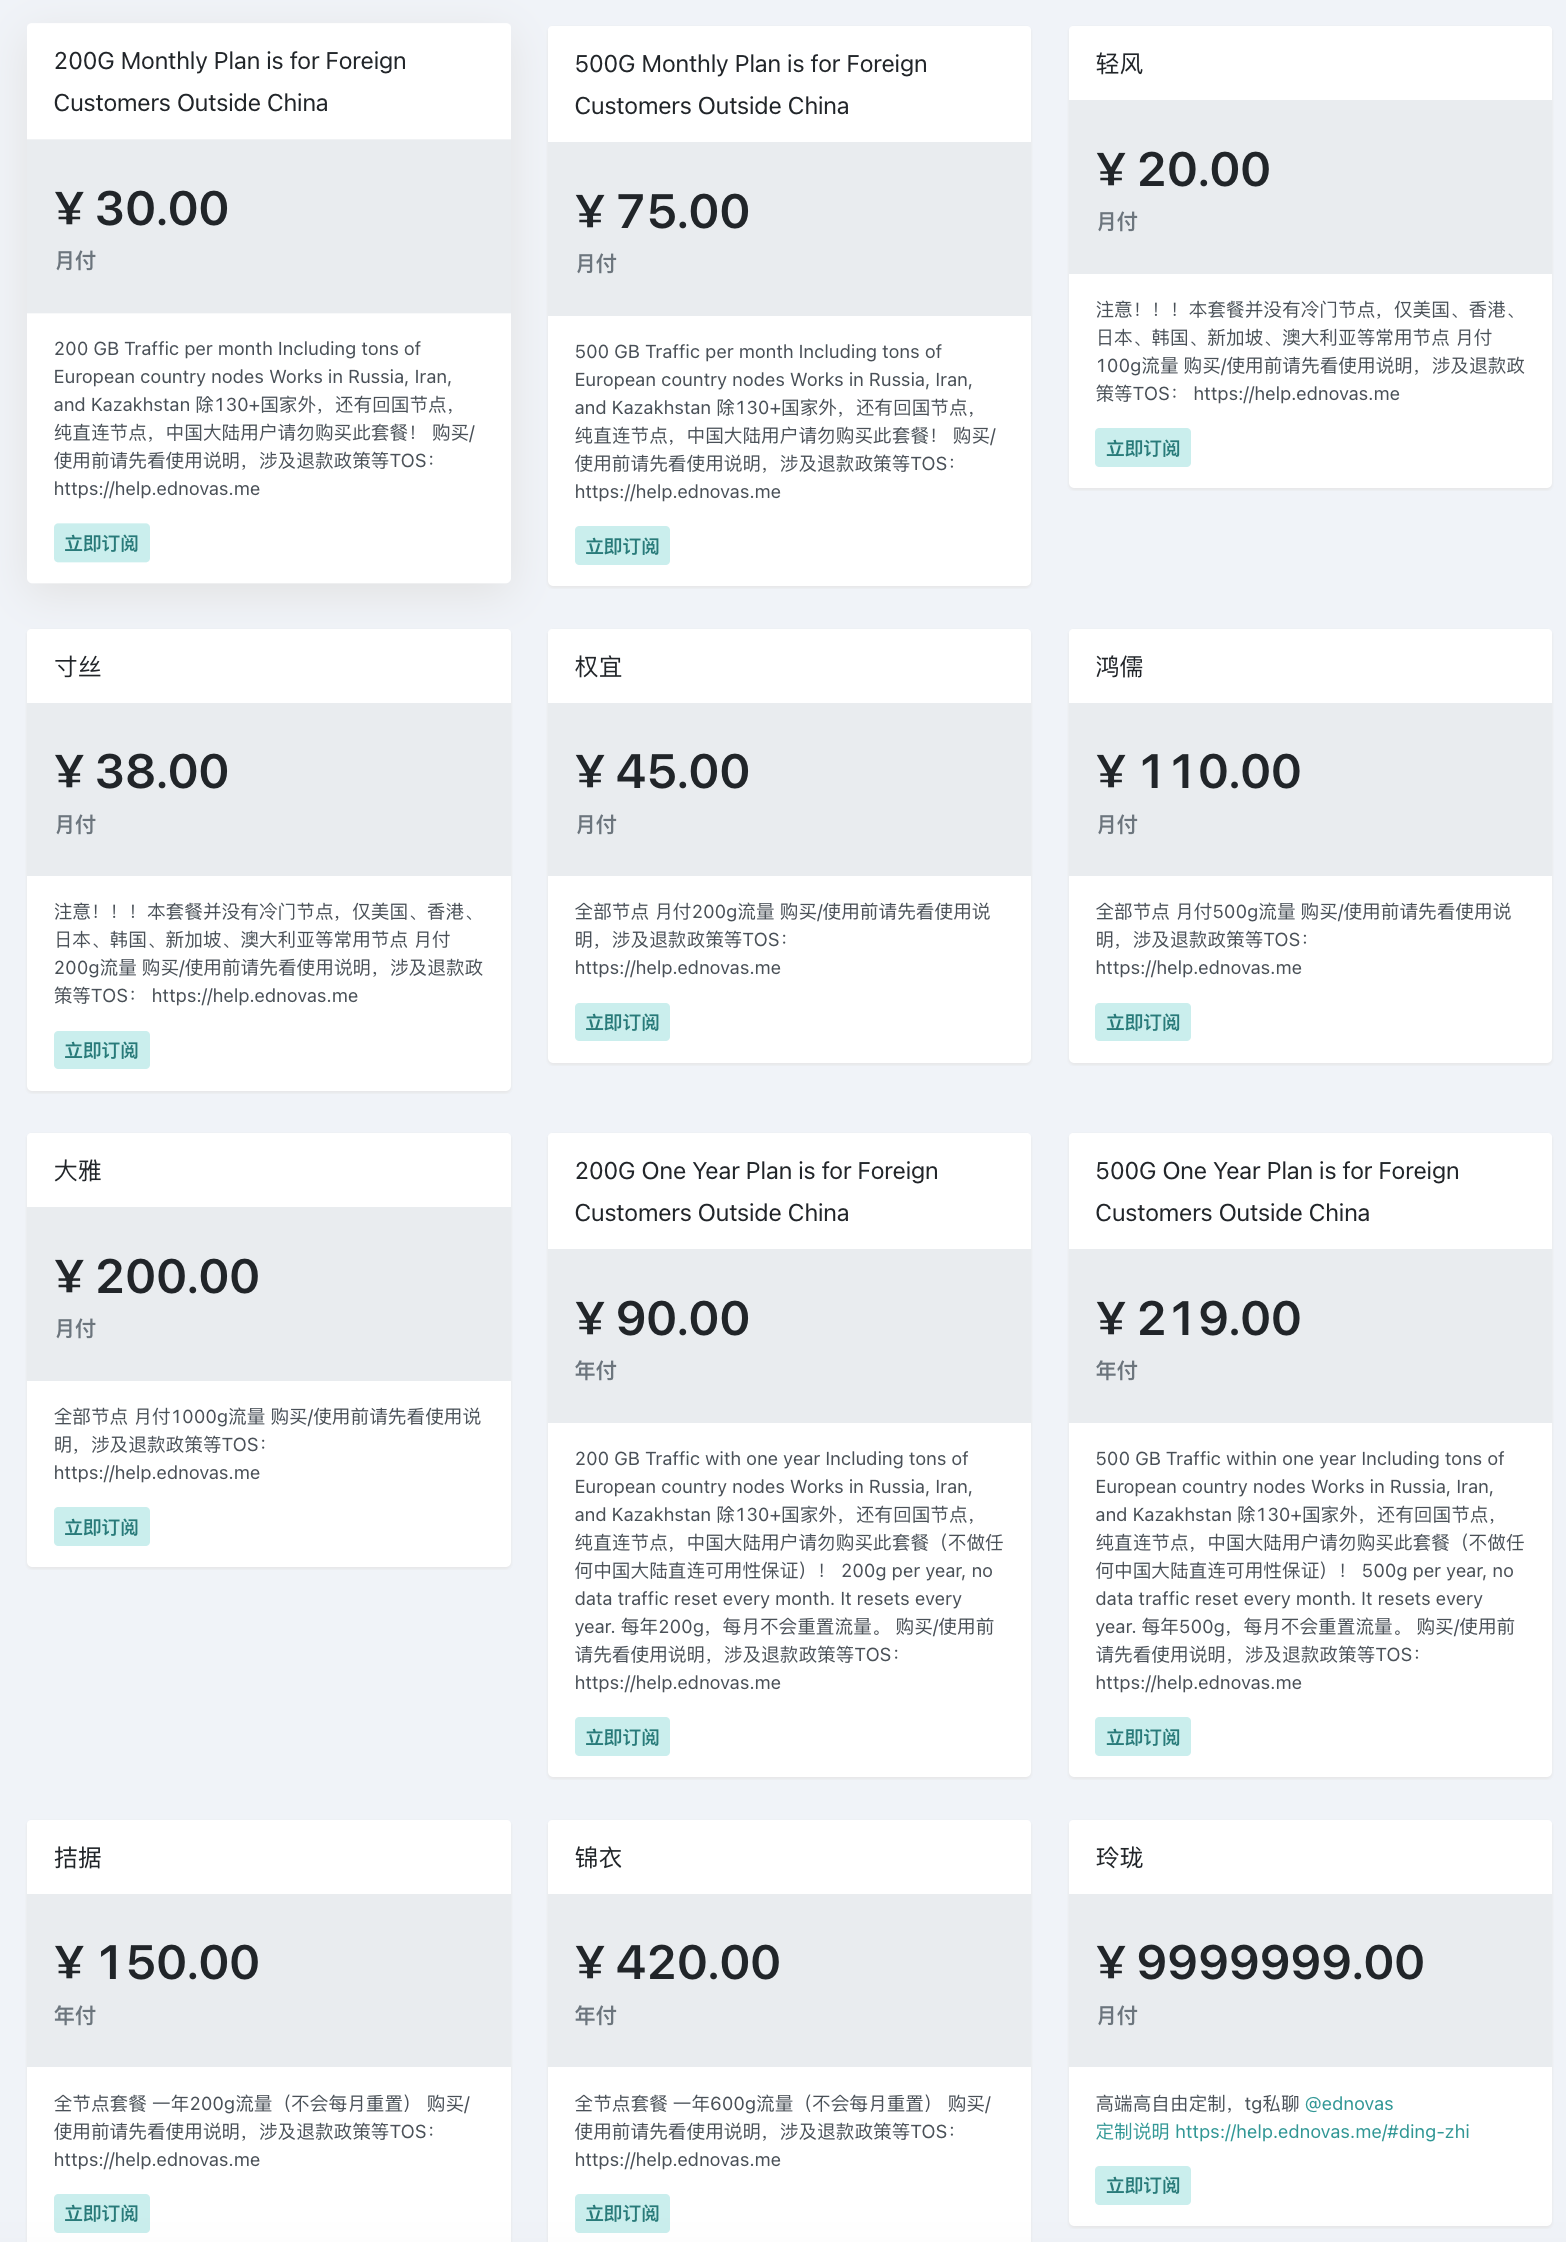 200G Monthly Plan is for Foreign
Customers Outside China
¥ 30.00
月付
200 GB Traffic per month Including tons of
European country nodes Works in Russia, Iran,
and Kazakhstan 除130+国家外，还有回国节点，
纯直连节点，中国大陆用户请勿购买此套餐！ 购买/
使用前请先看使用说明，涉及退款政策等TOS：
https://help.ednovas.me
立即订阅
500G Monthly Plan is for Foreign
Customers Outside China
¥ 75.00
月付
500 GB Traffic per month Including tons of
European country nodes Works in Russia, Iran,
and Kazakhstan 除130+国家外，还有回国节点，
纯直连节点，中国大陆用户请勿购买此套餐！ 购买/
使用前请先看使用说明，涉及退款政策等TOS：
https://help.ednovas.me
立即订阅
轻风
¥ 20.00
月付
注意！！！本套餐并没有冷门节点，仅美国、香港、
日本、韩国、新加坡、澳大利亚等常用节点 月付
100g流量 购买/使用前请先看使用说明，涉及退款政
策等TOS： https://help.ednovas.me
立即订阅
寸丝
¥ 38.00
月付
注意！！！本套餐并没有冷门节点，仅美国、香港、
日本、韩国、新加坡、澳大利亚等常用节点 月付
200g流量 购买/使用前请先看使用说明，涉及退款政
策等TOS： https://help.ednovas.me
立即订阅
权宜
¥ 45.00
月付
全部节点 月付200g流量 购买/使用前请先看使用说
明，涉及退款政策等TOS：
https://help.ednovas.me
立即订阅
鸿儒
¥ 110.00
月付
全部节点 月付500g流量 购买/使用前请先看使用说
明，涉及退款政策等TOS：
https://help.ednovas.me
立即订阅
大雅
¥ 200.00
月付
全部节点 月付1000g流量 购买/使用前请先看使用说
明，涉及退款政策等TOS：
https://help.ednovas.me
立即订阅
200G One Year Plan is for Foreign
Customers Outside China
¥ 90.00
年付
200 GB Traffic with one year Including tons of
European country nodes Works in Russia, Iran,
and Kazakhstan 除130+国家外，还有回国节点，
纯直连节点，中国大陆用户请勿购买此套餐（不做任
何中国大陆直连可用性保证）！ 200g per year, no
data traffic reset every month. It resets every
year. 每年200g，每月不会重置流量。 购买/使用前
请先看使用说明，涉及退款政策等TOS：
https://help.ednovas.me
立即订阅
500G One Year Plan is for Foreign
Customers Outside China
¥ 219.00
年付
500 GB Traffic within one year Including tons of
European country nodes Works in Russia, Iran,
and Kazakhstan 除130+国家外，还有回国节点，
纯直连节点，中国大陆用户请勿购买此套餐（不做任
何中国大陆直连可用性保证）！ 500g per year, no
data traffic reset every month. It resets every
year. 每年500g，每月不会重置流量。 购买/使用前
请先看使用说明，涉及退款政策等TOS：
https://help.ednovas.me
立即订阅
拮据
¥ 150.00
年付
全节点套餐 一年200g流量（不会每月重置） 购买/
使用前请先看使用说明，涉及退款政策等TOS：
https://help.ednovas.me
立即订阅
锦衣
¥ 420.00
年付
全节点套餐 一年600g流量（不会每月重置） 购买/
使用前请先看使用说明，涉及退款政策等TOS：
https://help.ednovas.me
立即订阅
玲珑
¥ 9999999.00
月付
高端高自由定制，tg私聊 @ednovas
定制说明 https://help.ednovas.me/#ding-zhi
立即订阅